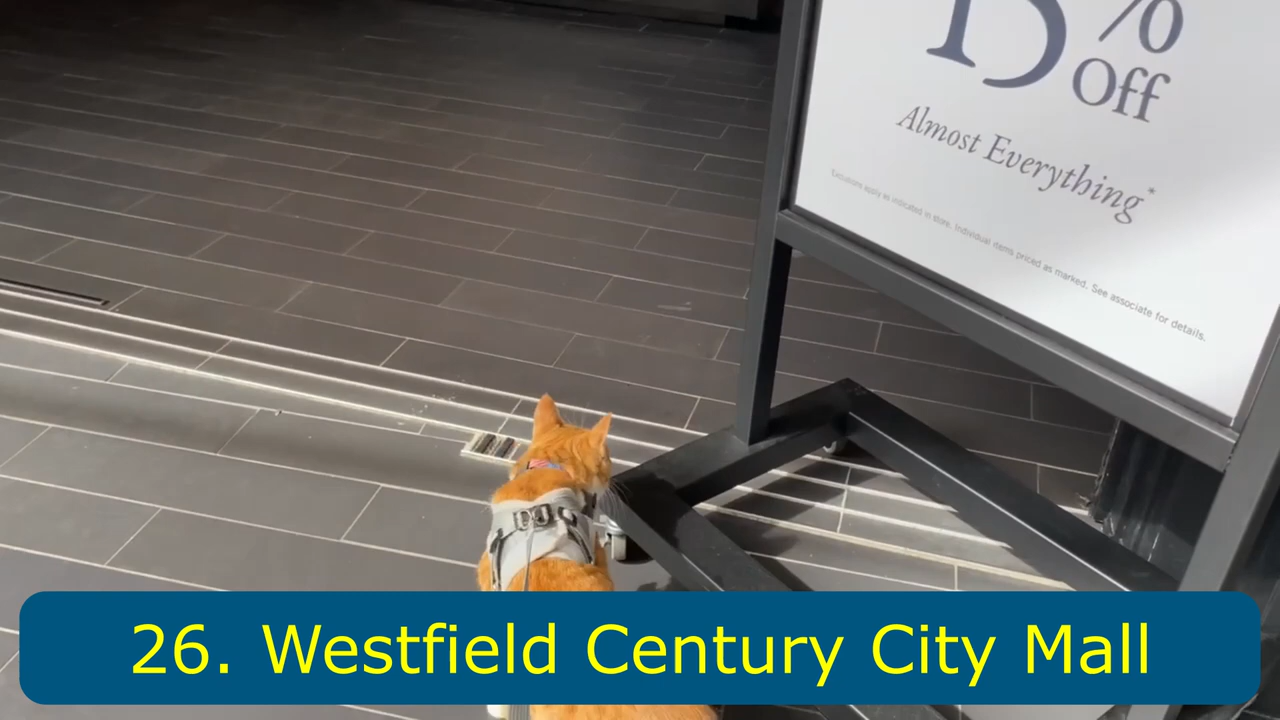 15%
Off
Almost Everything*
Exclusions apply as indicated in store. Individual items priced as marked. See associate for details.
26. Westfield Century City Mall